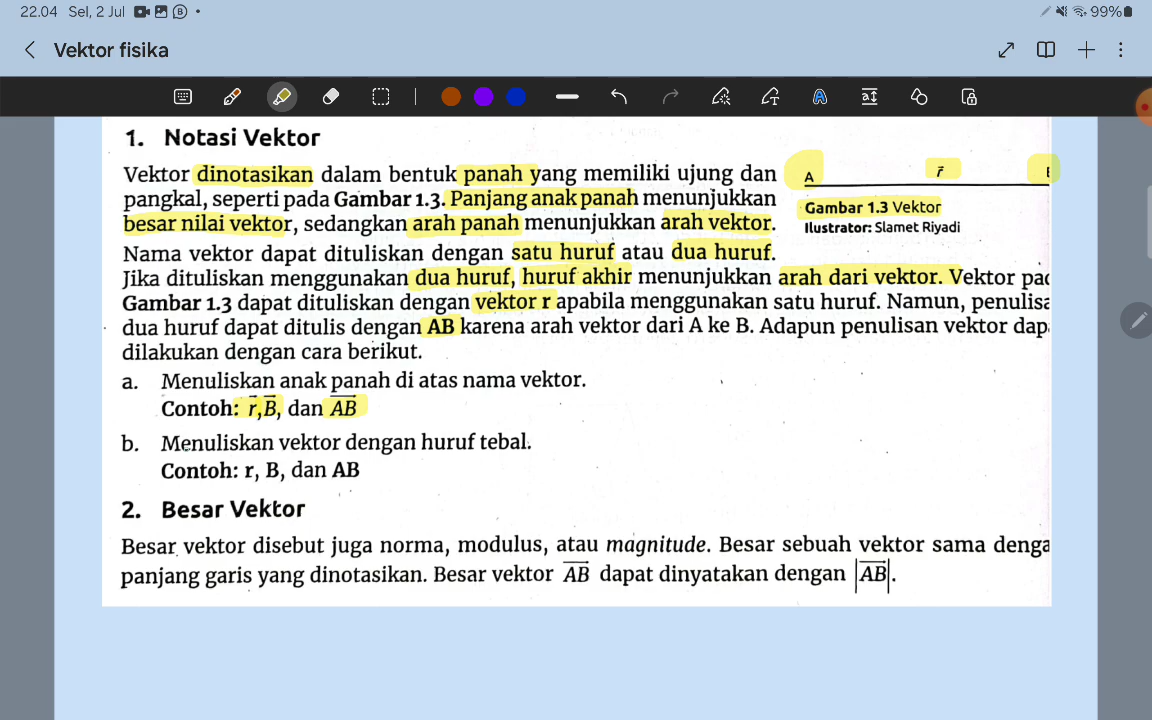 22.04 Sel, 2 Jul
99%
Vektor fisika
1. Notasi Vektor
Vektor dinotasikan dalam bentuk panah yang memiliki ujung dan
pangkal, seperti pada Gambar 1.3. Panjang anak panah menunjukkan
besar nilai vektor, sedangkan arah panah menunjukkan arah vektor.
A r⃗
Gambar 1.3 Vektor
Ilustrator: Slamet Riyadi
Nama vektor dapat dituliskan dengan satu huruf atau dua huruf.
Jika dituliskan menggunakan dua huruf, huruf akhir menunjukkan arah dari vektor. Vektor pad
Gambar 1.3 dapat dituliskan dengan vektor r apabila menggunakan satu huruf. Namun, penulisa
dua huruf dapat ditulis dengan AB karena arah vektor dari A ke B. Adapun penulisan vektor dap
dilakukan dengan cara berikut.
a. Menuliskan anak panah di atas nama vektor.
Contoh: r⃗, B⃗, dan A͞B⃗
b. Menuliskan vektor dengan huruf tebal.
Contoh: r, B, dan AB
2. Besar Vektor
Besar vektor disebut juga norma, modulus, atau magnitude. Besar sebuah vektor sama denga
panjang garis yang dinotasikan. Besar vektor A͞B⃗ dapat dinyatakan dengan |A͞B⃗|.